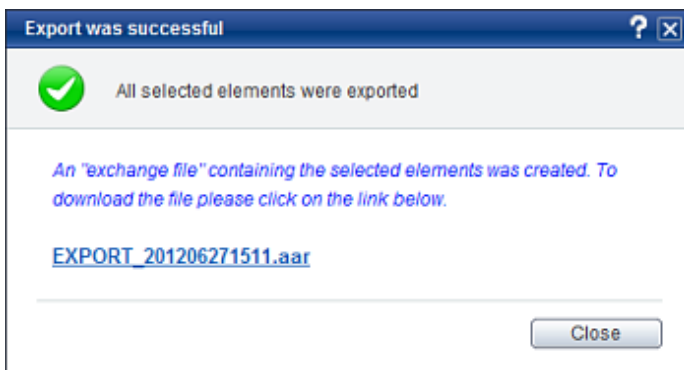 Export was successful ?
All selected elements were exported
An "exchange file" containing the selected elements was created. To
download the file please click on the link below.
EXPORT_201206271511.aar
Close